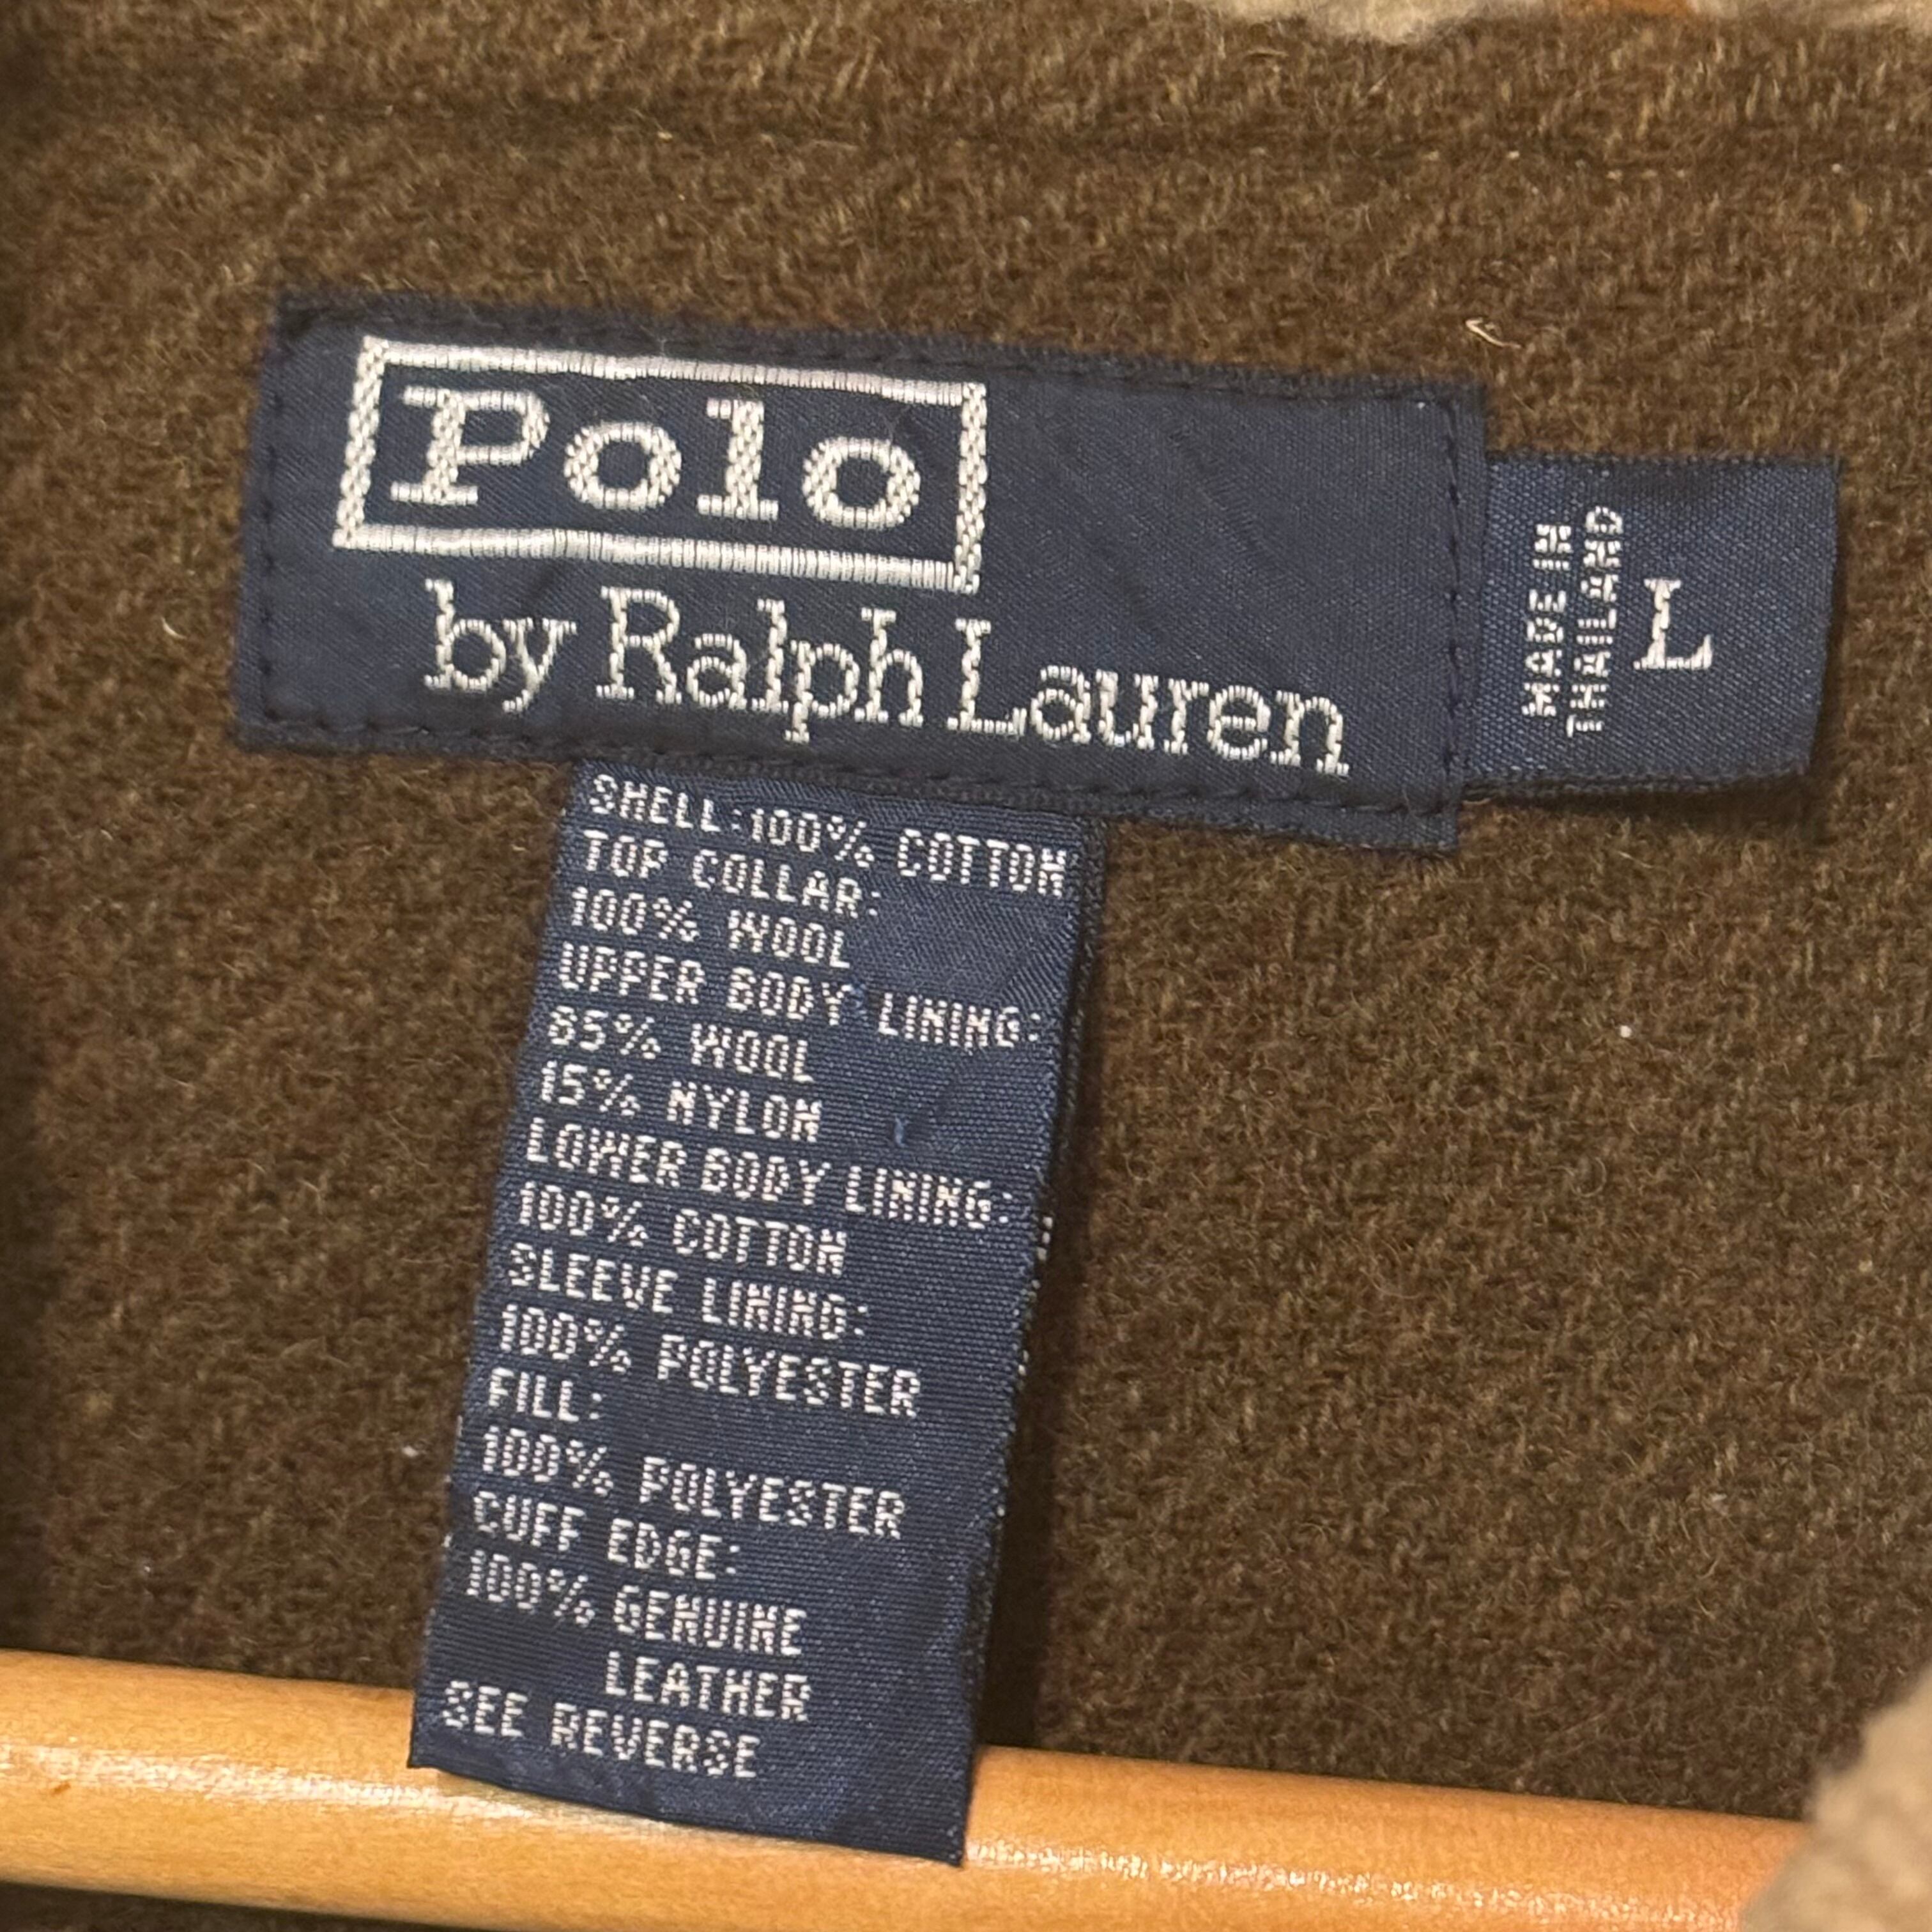 Polo
by Ralph Lauren
MADE IN
THAILAND
L
SHELL:100% COTTON
TOP COLLAR:
100% WOOL
UPPER BODY LINING:
85% WOOL
15% NYLON
LOWER BODY LINING:
100% COTTON
SLEEVE LINING:
100% POLYESTER
FILL:
100% POLYESTER
CUFF EDGE:
100% GENUINE
LEATHER
SEE REVERSE